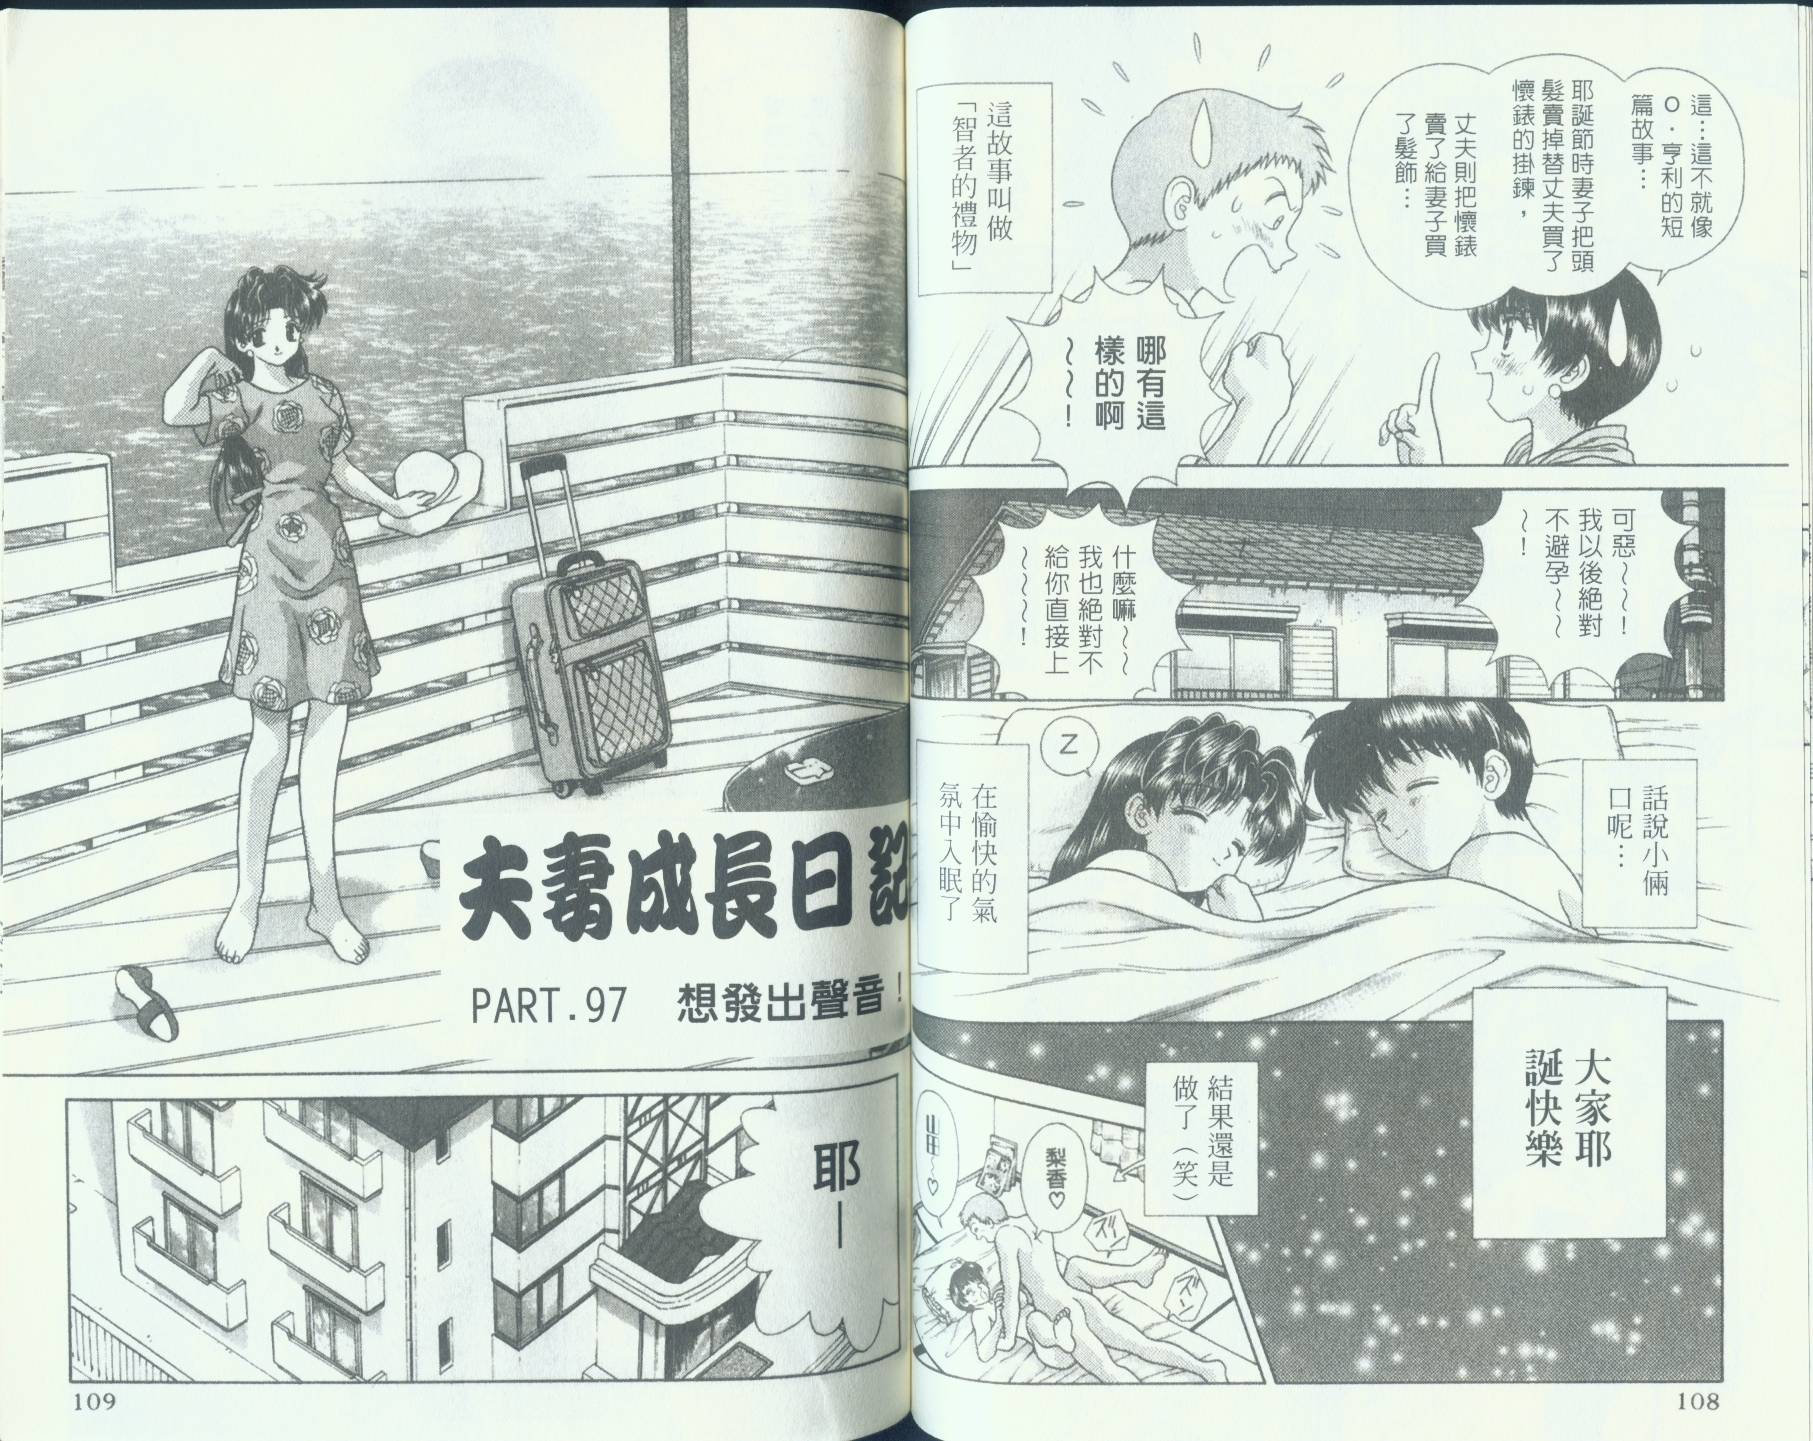 這…這不就像
O．亨利的短
篇故事…
耶誕節時妻子把頭
髮賣掉替丈夫買了
懷錶的掛鍊，
丈夫則把懷錶
賣了給妻子買
了髮飾…
這故事叫做
「智者的禮物」
哪有這
樣的啊
～～！
可惡～～！
我以後絕對
不避孕～～
～！
什麼嘛～～
我也絕對不
給你直接上
～～～～！
話說小倆
口呢…
Z
在愉快的氣
氛中入眠了
大家耶
誕快樂
結果還是
做了（笑）
梨香♡
山田～♡
ズッ
ズンッ
108
夫妻成長日記
PART.97 想發出聲音！
耶－
109